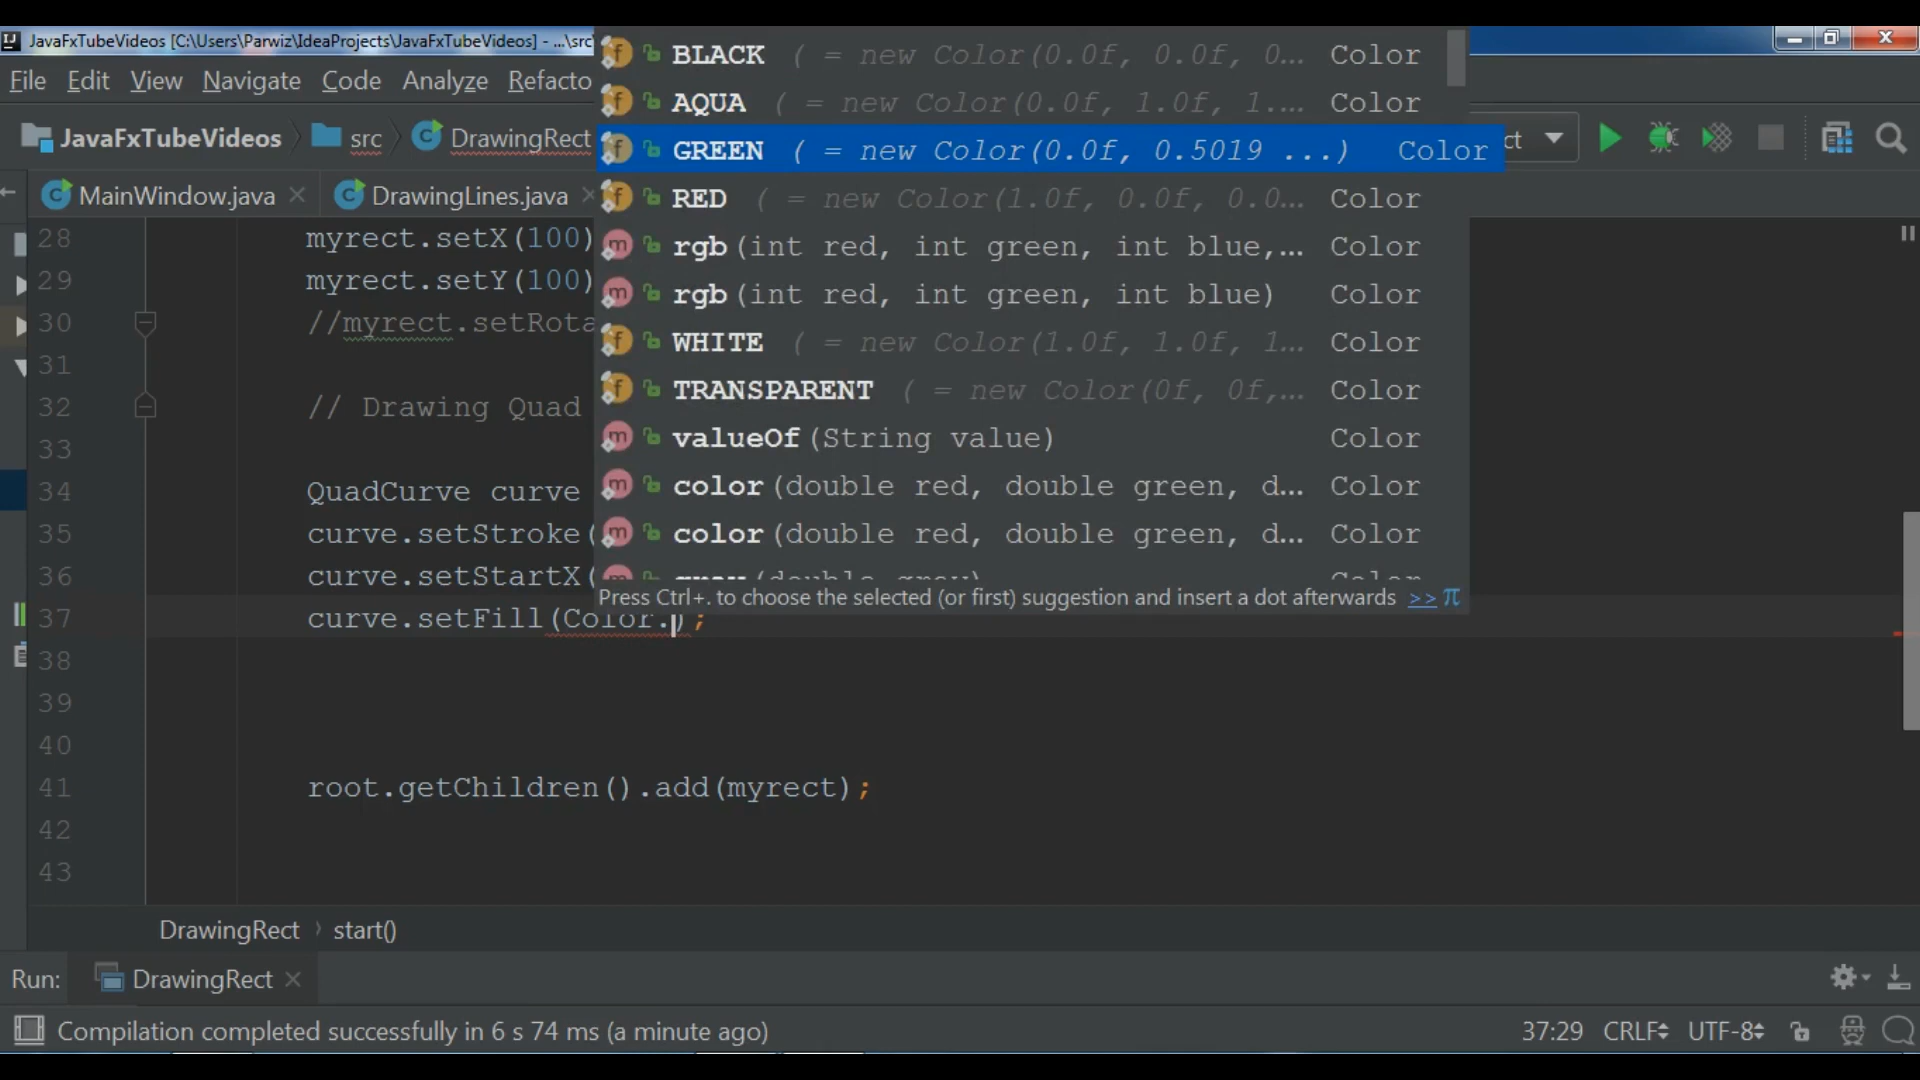 JavaFxTubeVideos [C:\Users\Parwiz\IdeaProjects\JavaFxTubeVideos] - ...\src\
File Edit View Navigate Code Analyze Refacto
JavaFxTubeVideos src DrawingRect ct
MainWindow.java DrawingLines.java
BLACK ( = new Color(0.0f, 0.0f, 0... Color
AQUA ( = new Color(0.0f, 1.0f, 1.... Color
GREEN ( = new Color(0.0f, 0.5019 ...) Color
RED ( = new Color(1.0f, 0.0f, 0.0... Color
rgb(int red, int green, int blue,... Color
rgb(int red, int green, int blue) Color
WHITE ( = new Color(1.0f, 1.0f, 1... Color
TRANSPARENT ( = new Color(0f, 0f,... Color
valueOf(String value) Color
color(double red, double green, d... Color
color(double red, double green, d... Color
gray(double gray) Color
Press Ctrl+. to choose the selected (or first) suggestion and insert a dot afterwards >> π
28 myrect.setX(100)
29 myrect.setY(100)
30 //myrect.setRota
31
32 // Drawing Quad
33
34 QuadCurve curve
35 curve.setStroke(
36 curve.setStartX(
37 curve.setFill(Color.);
38
39
40
41 root.getChildren().add(myrect);
42
43
DrawingRect start()
Run: DrawingRect
Compilation completed successfully in 6 s 74 ms (a minute ago) 37:29 CRLF UTF-8